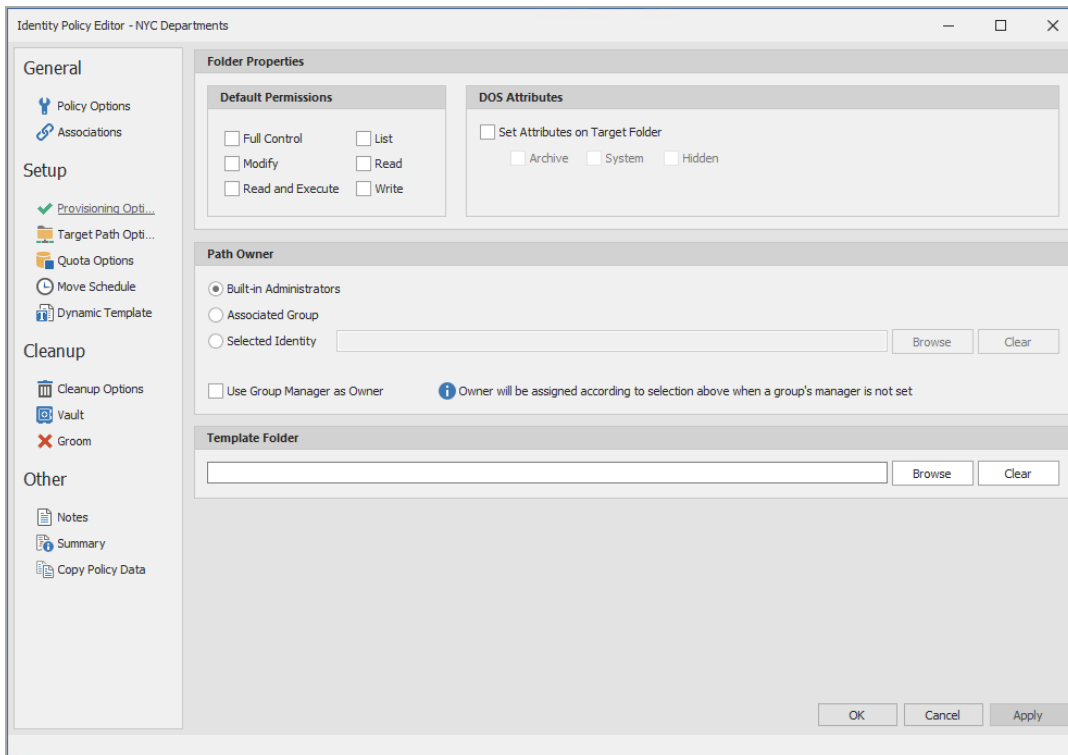 Identity Policy Editor - NYC Departments
General
Policy Options
Associations
Setup
Provisioning Opti...
Target Path Opti...
Quota Options
Move Schedule
Dynamic Template
Cleanup
Cleanup Options
Vault
Groom
Other
Notes
Summary
Copy Policy Data
Folder Properties
Default Permissions
Full Control List
Modify Read
Read and Execute Write
DOS Attributes
Set Attributes on Target Folder
Archive System Hidden
Path Owner
Built-in Administrators
Associated Group
Selected Identity Browse Clear
Use Group Manager as Owner Owner will be assigned according to selection above when a group's manager is not set
Template Folder
Browse Clear
OK Cancel Apply